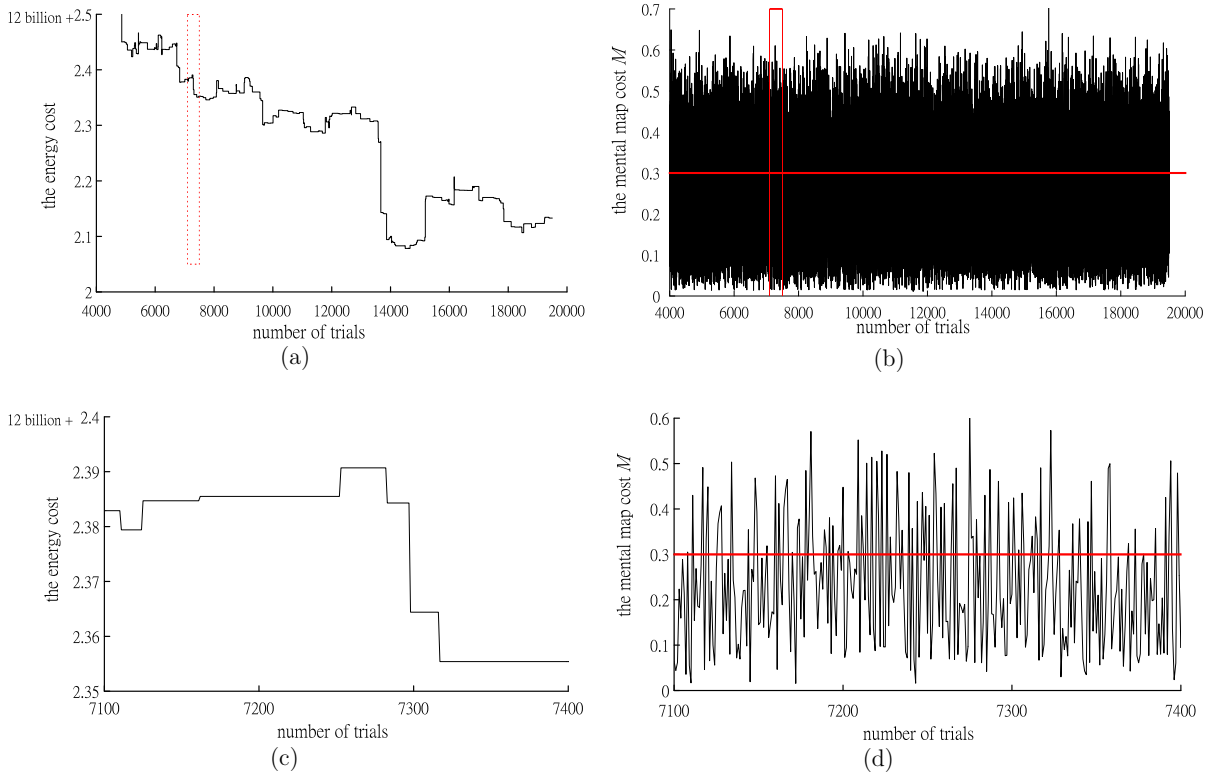 12 billion + 2.5
2.4
2.3
2.2
2.1
2
the energy cost
4000 6000 8000 10000 12000 14000 16000 18000 20000
number of trials
(a)
0.7
0.6
0.5
0.4
0.3
0.2
0.1
0
the mental map cost M
4000 6000 8000 10000 12000 14000 16000 18000 20000
number of trials
(b)
12 billion + 2.4
2.39
2.38
2.37
2.36
2.35
the energy cost
7100 7200 7300 7400
number of trials
(c)
0.6
0.5
0.4
0.3
0.2
0.1
0
the mental map cost M
7100 7200 7300 7400
number of trials
(d)